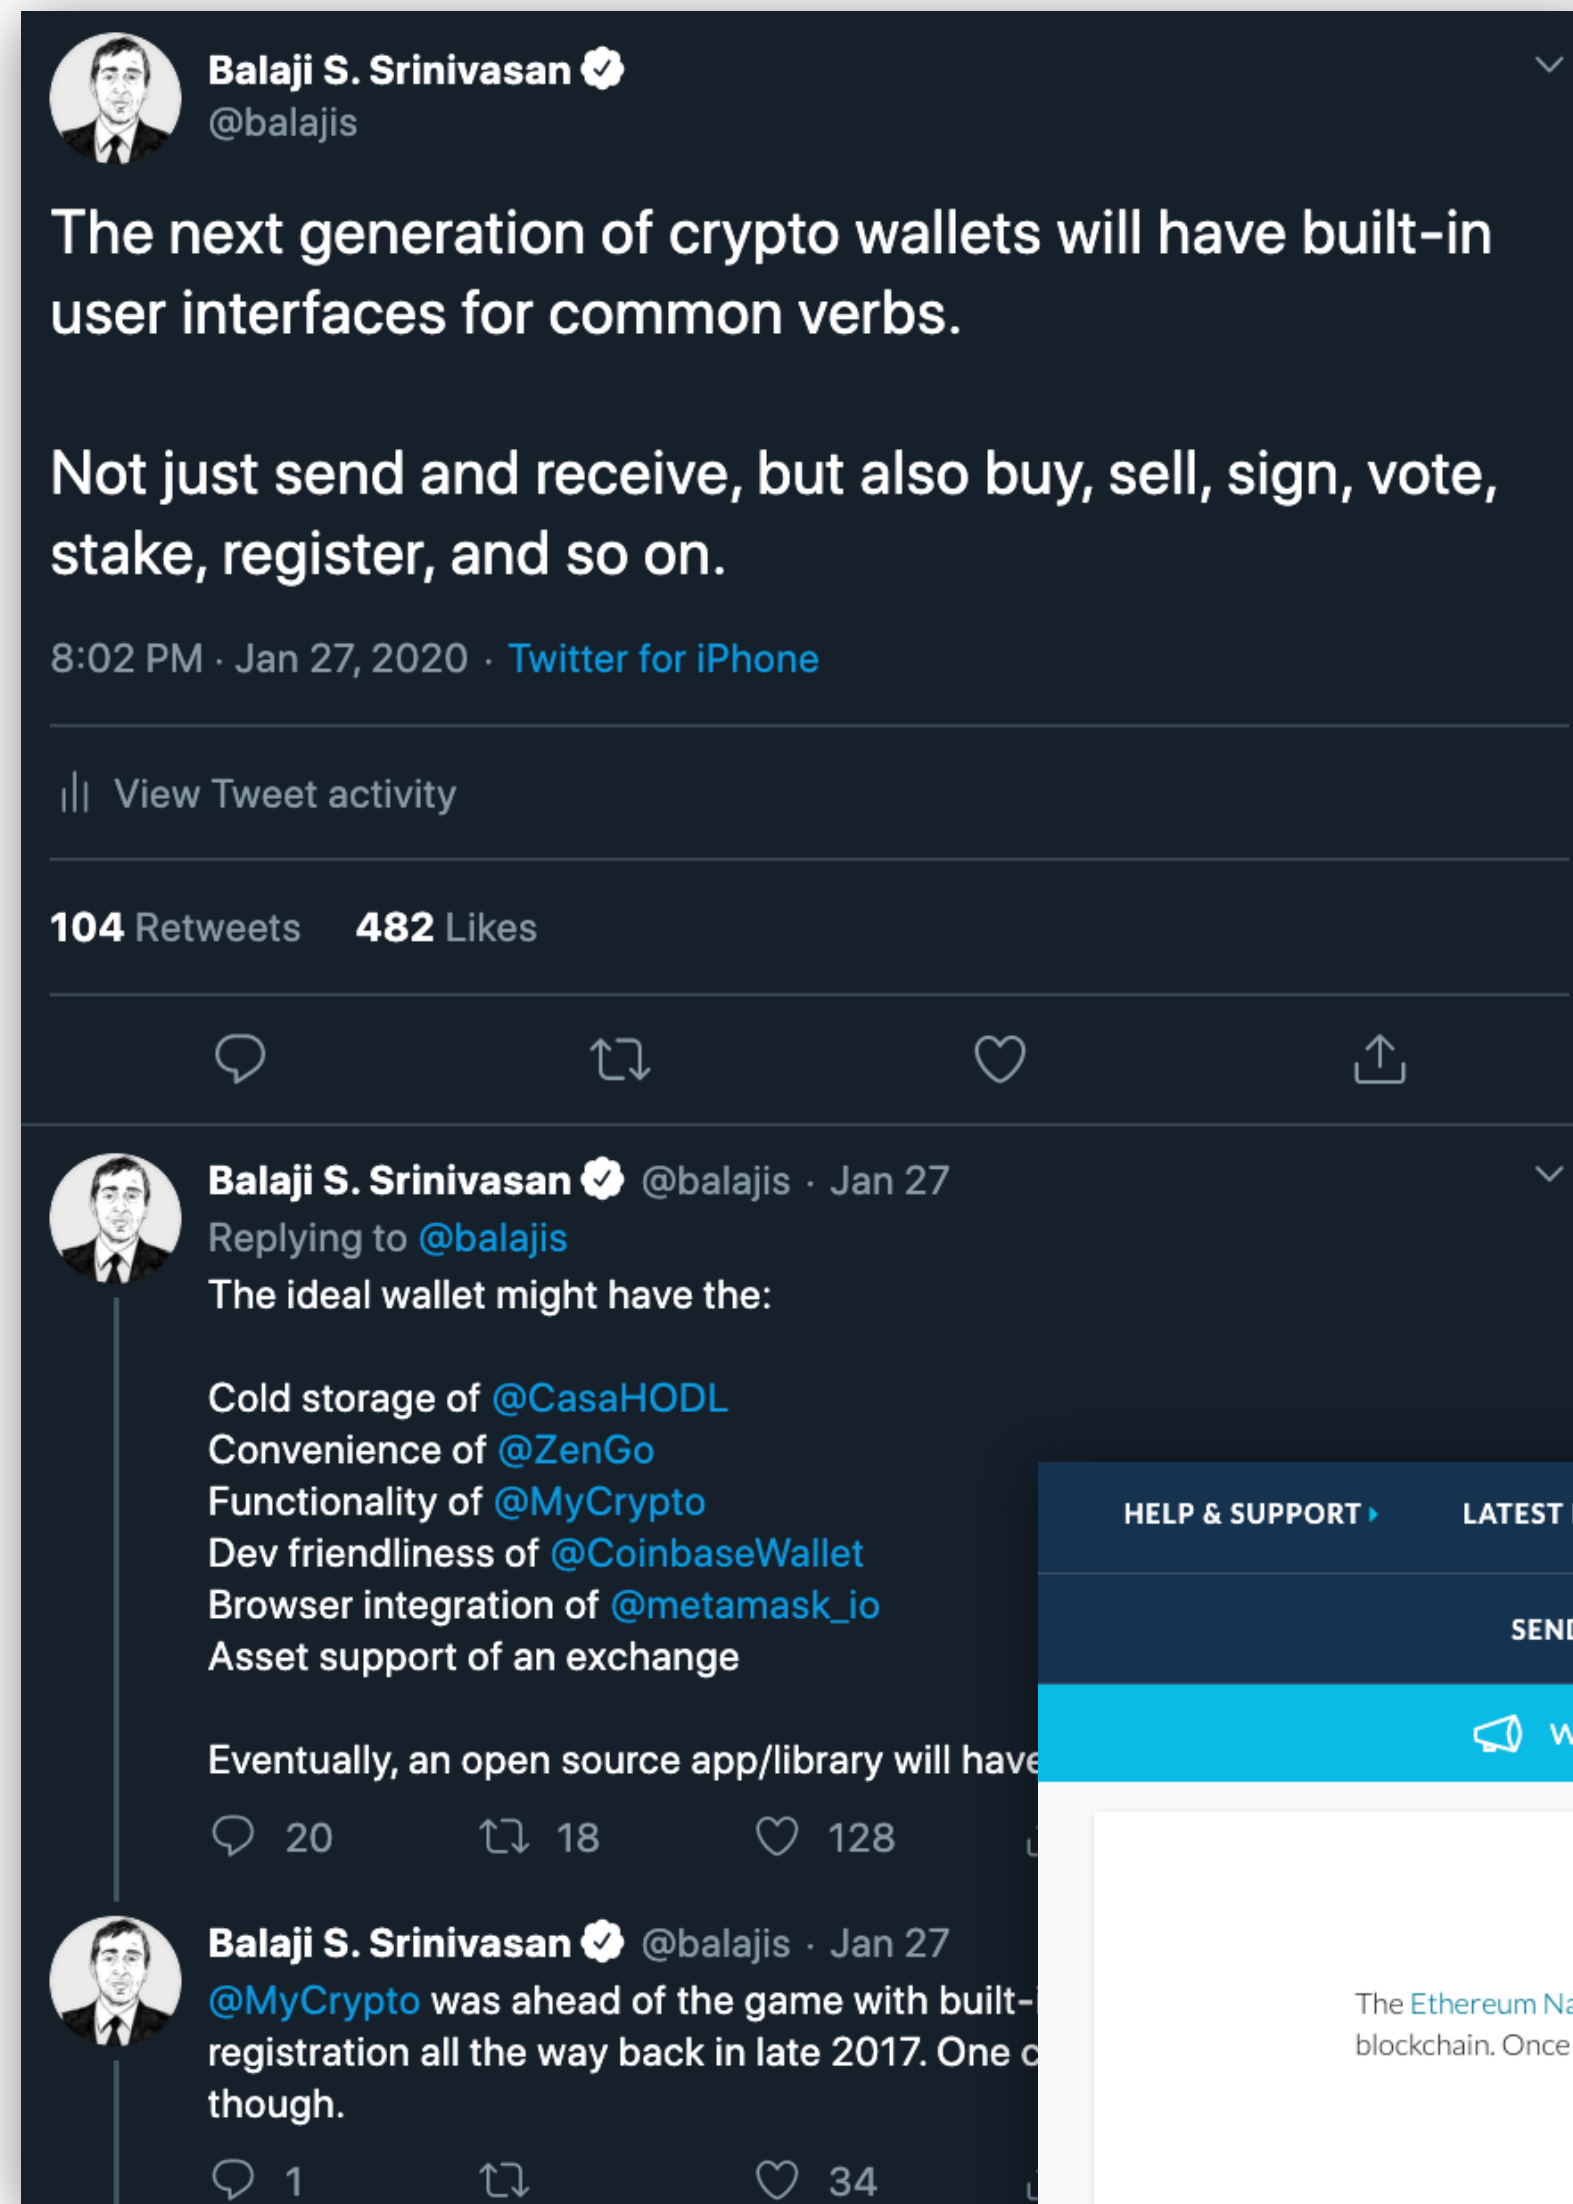 Balaji S. Srinivasan
@balajis
The next generation of crypto wallets will have built-in
user interfaces for common verbs.
Not just send and receive, but also buy, sell, sign, vote,
stake, register, and so on.
8:02 PM · Jan 27, 2020 · Twitter for iPhone
View Tweet activity
104 Retweets 482 Likes
Balaji S. Srinivasan @balajis · Jan 27
Replying to @balajis
The ideal wallet might have the:
Cold storage of @CasaHODL
Convenience of @ZenGo
Functionality of @MyCrypto
Dev friendliness of @CoinbaseWallet
Browser integration of @metamask_io
Asset support of an exchange
Eventually, an open source app/library will have
20 18 128
Balaji S. Srinivasan @balajis · Jan 27
@MyCrypto was ahead of the game with built-
registration all the way back in late 2017. One
though.
1 34
HELP & SUPPORT LATEST
SEND
The Ethereum
blockchain. Once